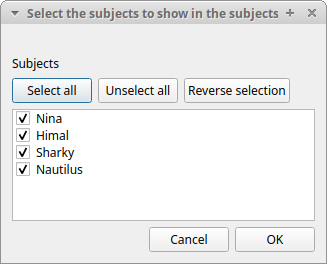 Select the subjects to show in the subjects
Subjects
Select all Unselect all Reverse selection
Nina
Himal
Sharky
Nautilus
Cancel OK